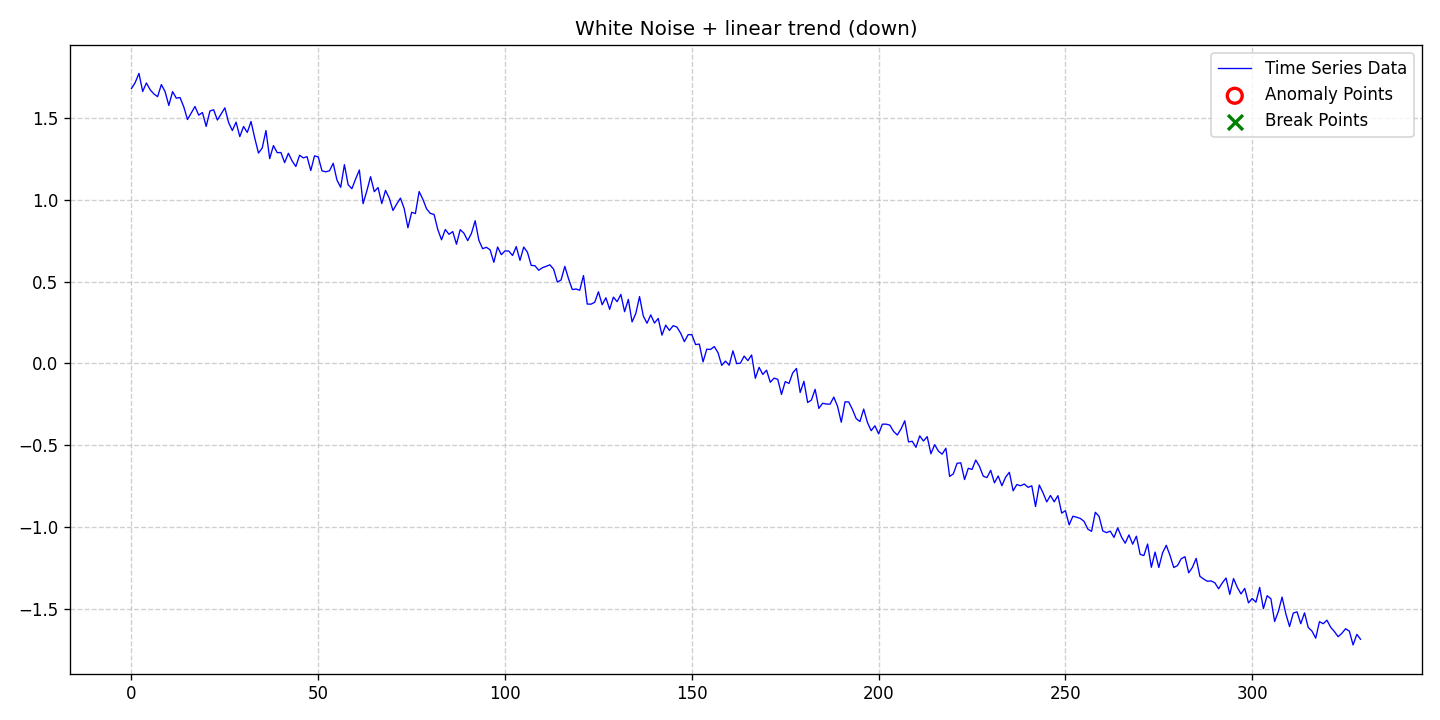 White Noise + linear trend (down)
Time Series Data
Anomaly Points
Break Points
1.5
1.0
0.5
0.0
−0.5
−1.0
−1.5
0 50 100 150 200 250 300